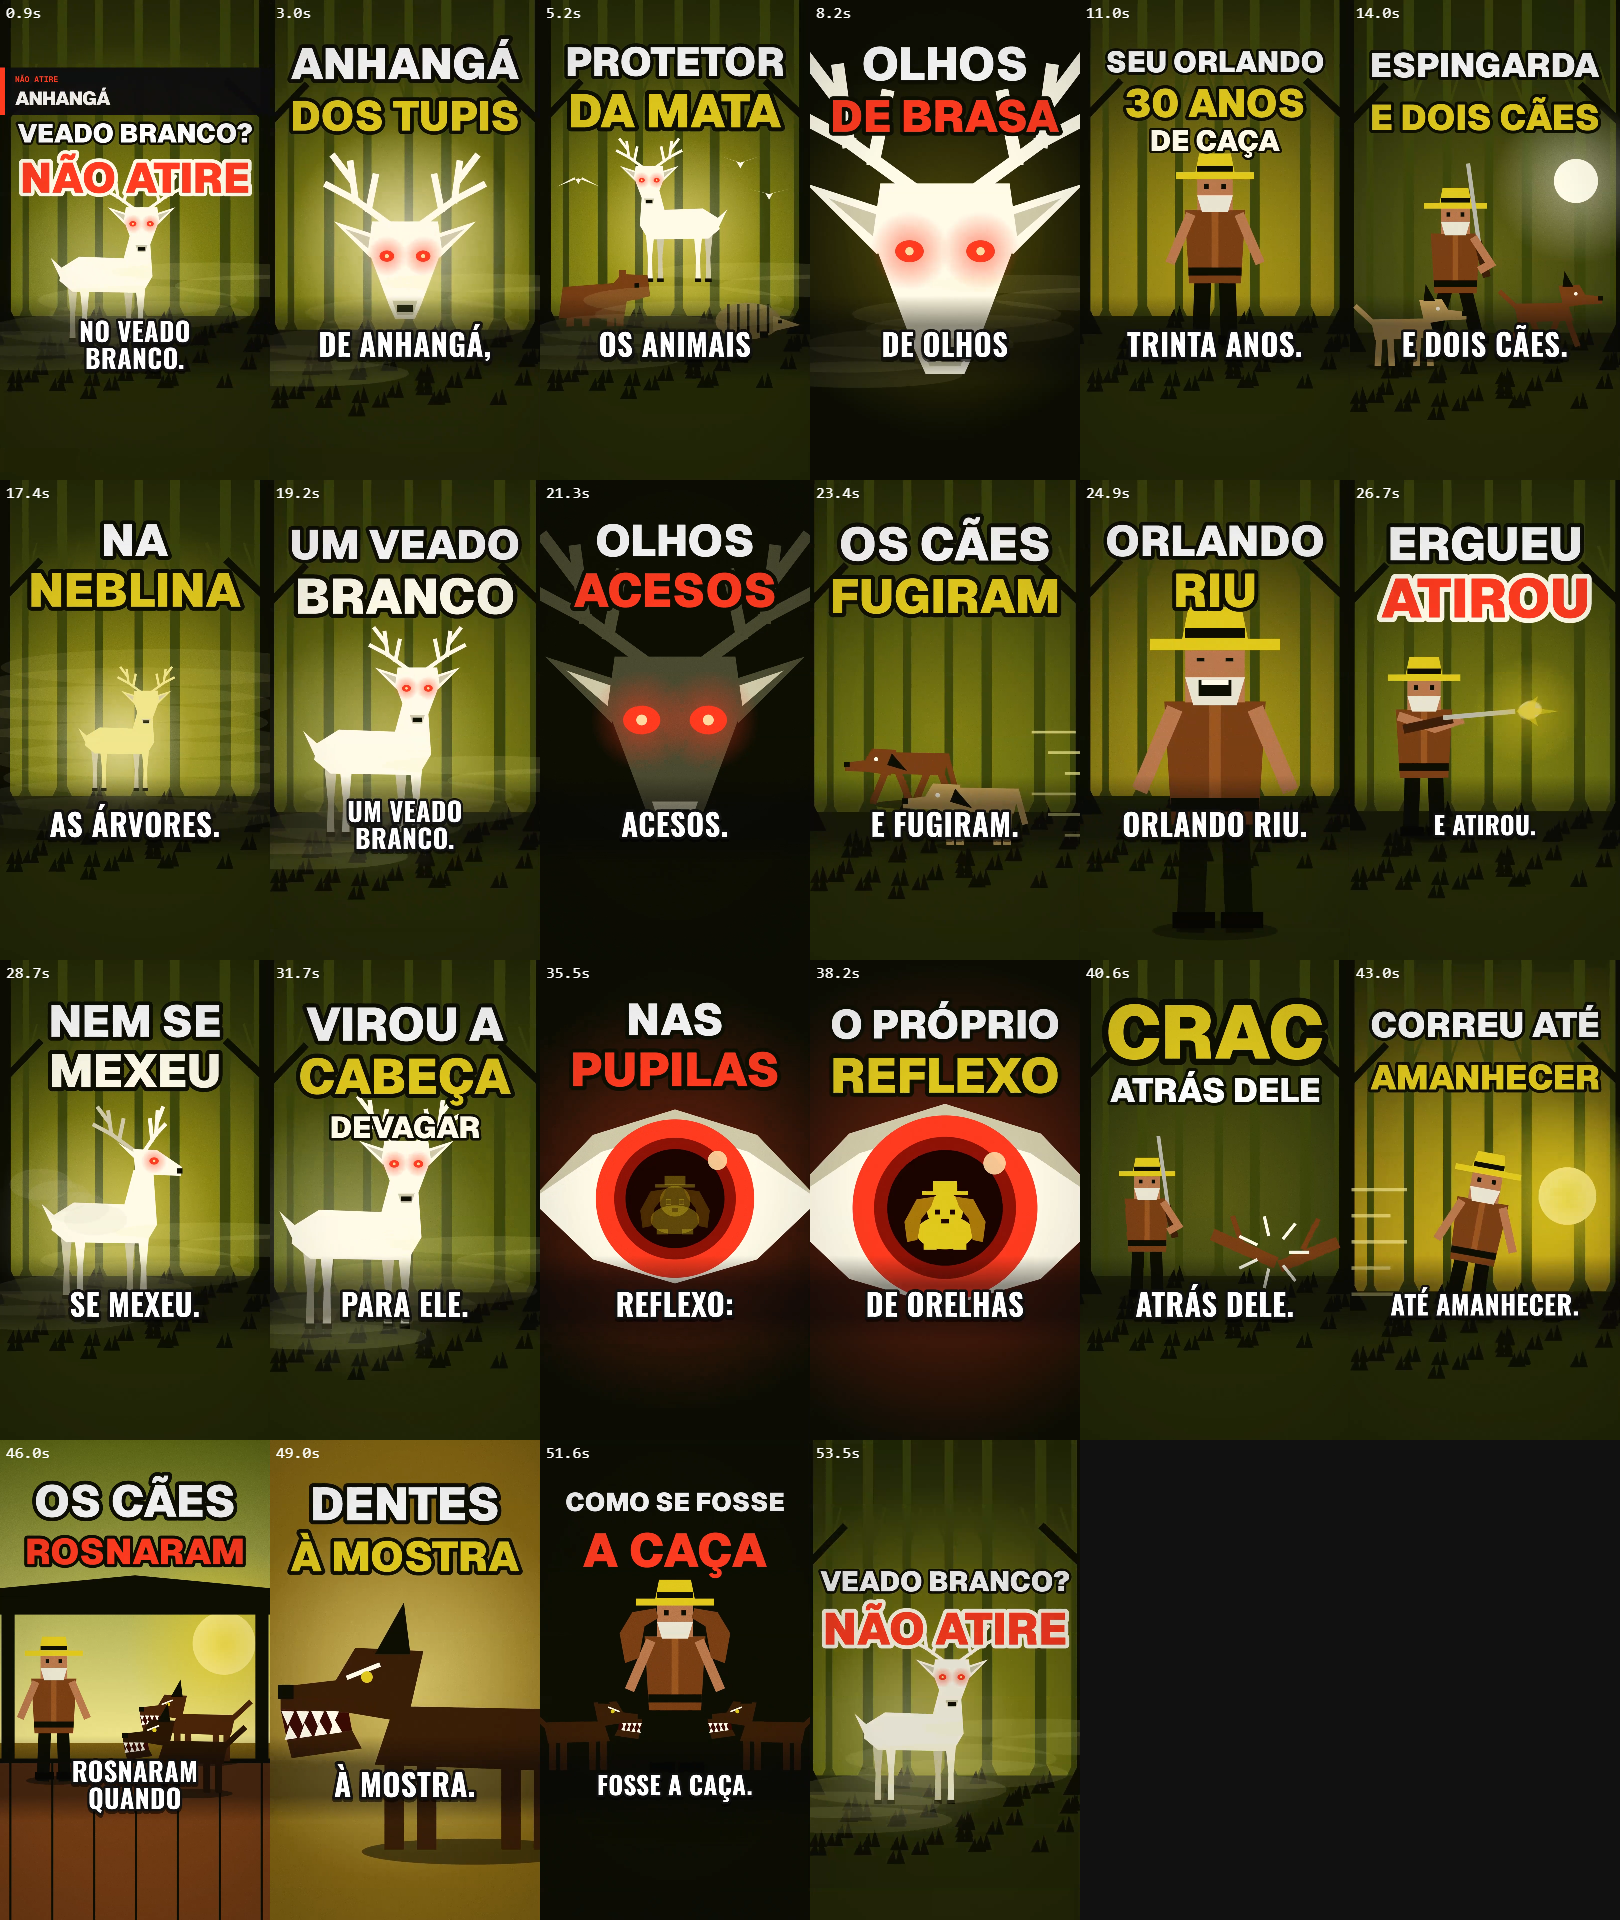 0.9s
NÃO ATIRE
ANHANGÁ
VEADO BRANCO?
NÃO ATIRE
NO VEADO
BRANCO.
3.0s
ANHANGÁ
DOS TUPIS
DE ANHANGÁ,
5.2s
PROTETOR
DA MATA
OS ANIMAIS
8.2s
OLHOS
DE BRASA
DE OLHOS
11.0s
SEU ORLANDO
30 ANOS
DE CAÇA
TRINTA ANOS.
14.0s
ESPINGARDA
E DOIS CÃES
E DOIS CÃES.
17.4s
NA
NEBLINA
AS ÁRVORES.
19.2s
UM VEADO
BRANCO
UM VEADO
BRANCO.
21.3s
OLHOS
ACESOS
ACESOS.
23.4s
OS CÃES
FUGIRAM
E FUGIRAM.
24.9s
ORLANDO
RIU
ORLANDO RIU.
26.7s
ERGUEU
ATIROU
E ATIROU.
28.7s
NEM SE
MEXEU
SE MEXEU.
31.7s
VIROU A
CABEÇA
DEVAGAR
PARA ELE.
35.5s
NAS
PUPILAS
REFLEXO:
38.2s
O PRÓPRIO
REFLEXO
DE ORELHAS
40.6s
CRAC
ATRÁS DELE
ATRÁS DELE.
43.0s
CORREU ATÉ
AMANHECER
ATÉ AMANHECER.
46.0s
OS CÃES
ROSNARAM
ROSNARAM
QUANDO
49.0s
DENTES
À MOSTRA
À MOSTRA.
51.6s
COMO SE FOSSE
A CAÇA
FOSSE A CAÇA.
53.5s
VEADO BRANCO?
NÃO ATIRE